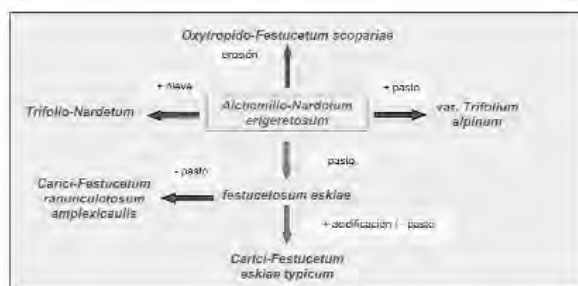 Oxytropido-Festucetum scopariae
erosión
+ nieve
+ pasto
Trifolio-Nardetum
Alchemillo-Nardetum
erigeretosum
var. Trifolium
alpinum
pasto
- pasto
Carici-Festucetum
ranunculetosum
amplexicaulis
festucetosum eskiae
+ acidificación / - pasto
Carici-Festucetum
eskiae typicum